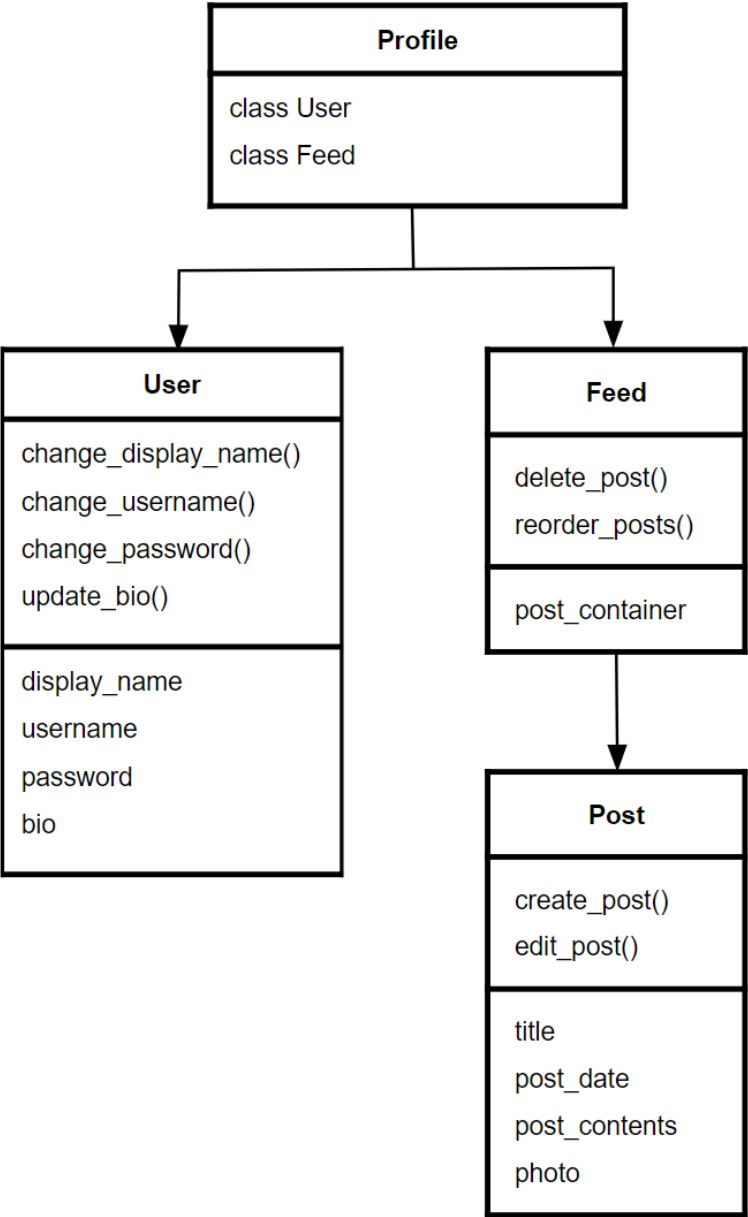 Profile
class User
class Feed
User
change_display_name()
change_username()
change_password()
update_bio()
display_name
username
password
bio
Feed
delete_post()
reorder_posts()
post_container
Post
create_post()
edit_post()
title
post_date
post_contents
photo